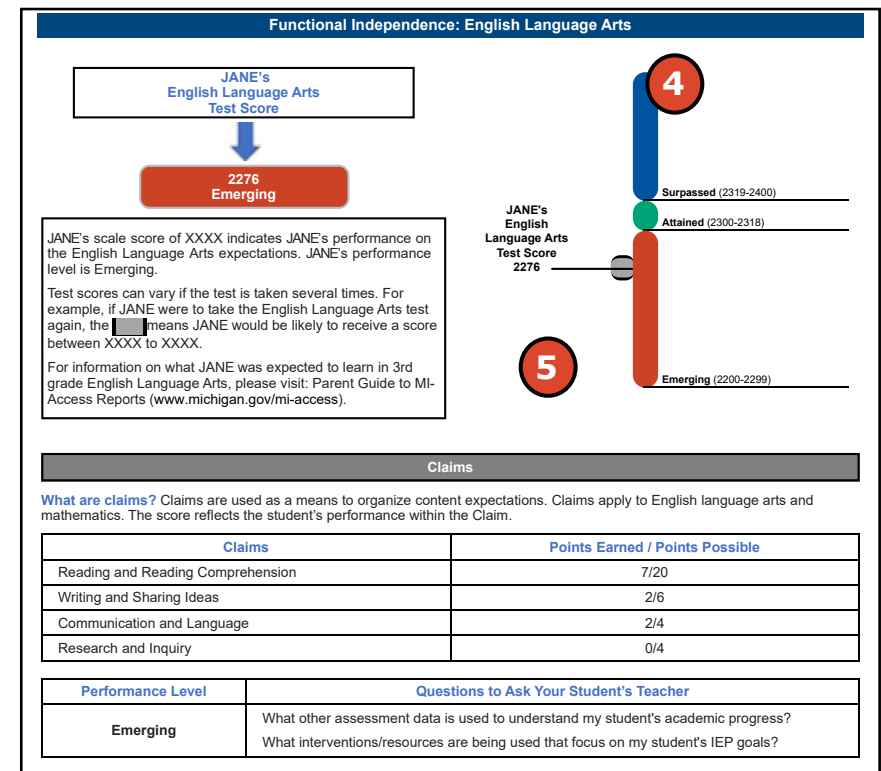 Functional Independence: English Language Arts
JANE's
English Language Arts
Test Score
2276
Emerging
JANE's scale score of XXXX indicates JANE's performance on
the English Language Arts expectations. JANE's performance
level is Emerging.
Test scores can vary if the test is taken several times. For
example, if JANE were to take the English Language Arts test
again, the means JANE would be likely to receive a score
between XXXX to XXXX.
For information on what JANE was expected to learn in 3rd
grade English Language Arts, please visit: Parent Guide to MI-
Access Reports (www.michigan.gov/mi-access).
4
Surpassed (2319-2400)
Attained (2300-2318)
JANE's
English
Language Arts
Test Score
2276
5
Emerging (2200-2299)
Claims
What are claims? Claims are used as a means to organize content expectations. Claims apply to English language arts and
mathematics. The score reflects the student's performance within the Claim.
Claims Points Earned / Points Possible
Reading and Reading Comprehension 7/20
Writing and Sharing Ideas 2/6
Communication and Language 2/4
Research and Inquiry 0/4
Performance Level Questions to Ask Your Student's Teacher
Emerging
What other assessment data is used to understand my student's academic progress?
What interventions/resources are being used that focus on my student's IEP goals?